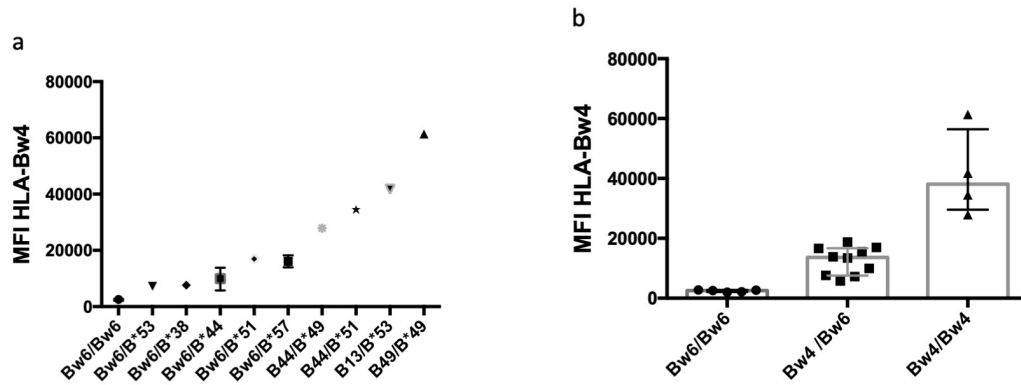 a
MFI HLA-Bw4
80000
60000
40000
20000
0
Bw6/Bw6
Bw6/B*53
Bw6/B*38
Bw6/B*44
Bw6/B*51
Bw6/B*57
B44/B*49
B44/B*51
B13/B*53
B49/B*49
b
MFI HLA-Bw4
80000
60000
40000
20000
0
Bw6/Bw6
Bw4 /Bw6
Bw4/Bw4